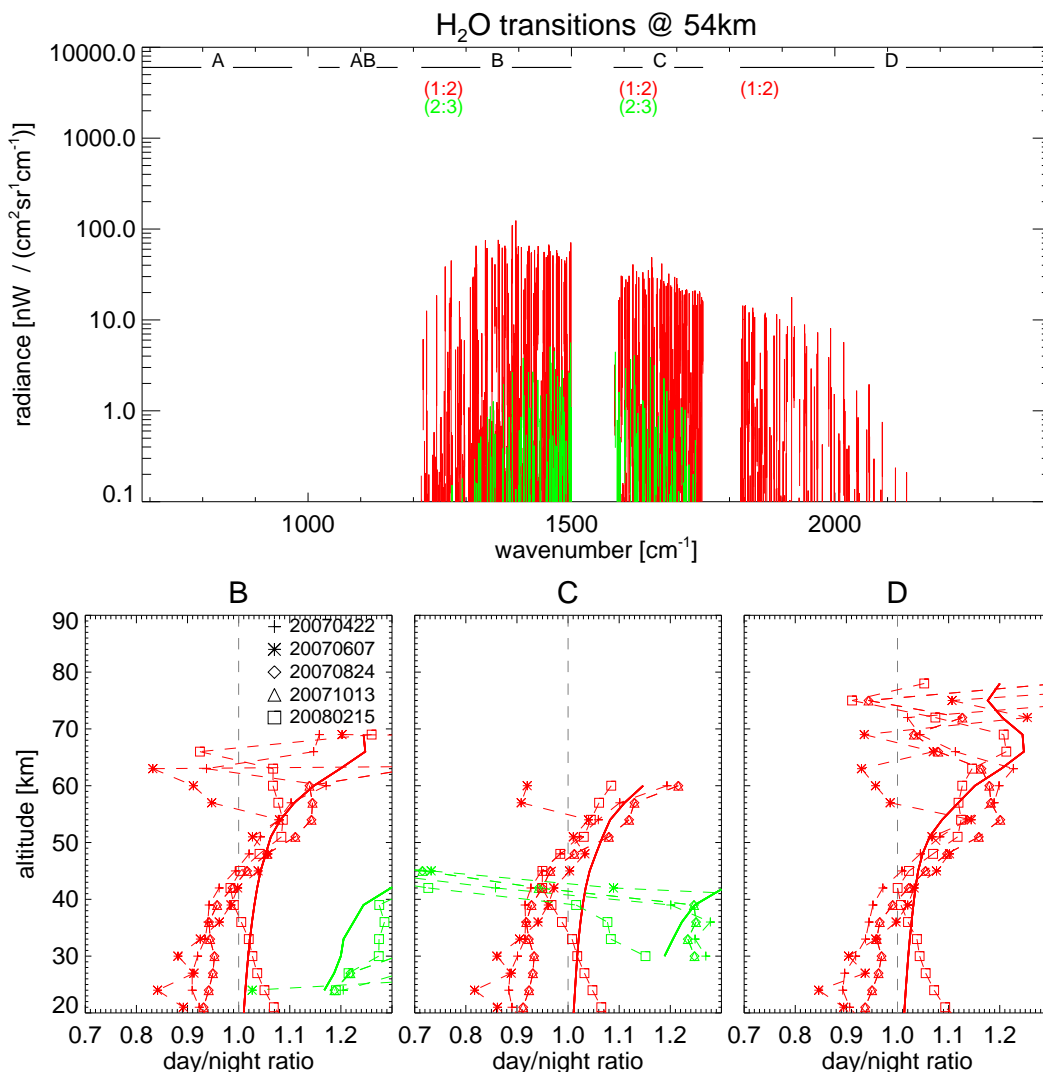 H2O transitions @ 54km
A AB B C D
(1:2) (1:2) (1:2)
(2:3) (2:3)
10000.0
1000.0
100.0
10.0
1.0
0.1
radiance [nW / (cm2sr1cm-1)]
1000 1500 2000
wavenumber [cm-1]
B C D
20070422
20070607
20070824
20071013
20080215
90
80
70
60
50
40
30
20
altitude [km]
0.7 0.8 0.9 1.0 1.1 1.2 0.7 0.8 0.9 1.0 1.1 1.2 0.7 0.8 0.9 1.0 1.1 1.2
day/night ratio day/night ratio day/night ratio